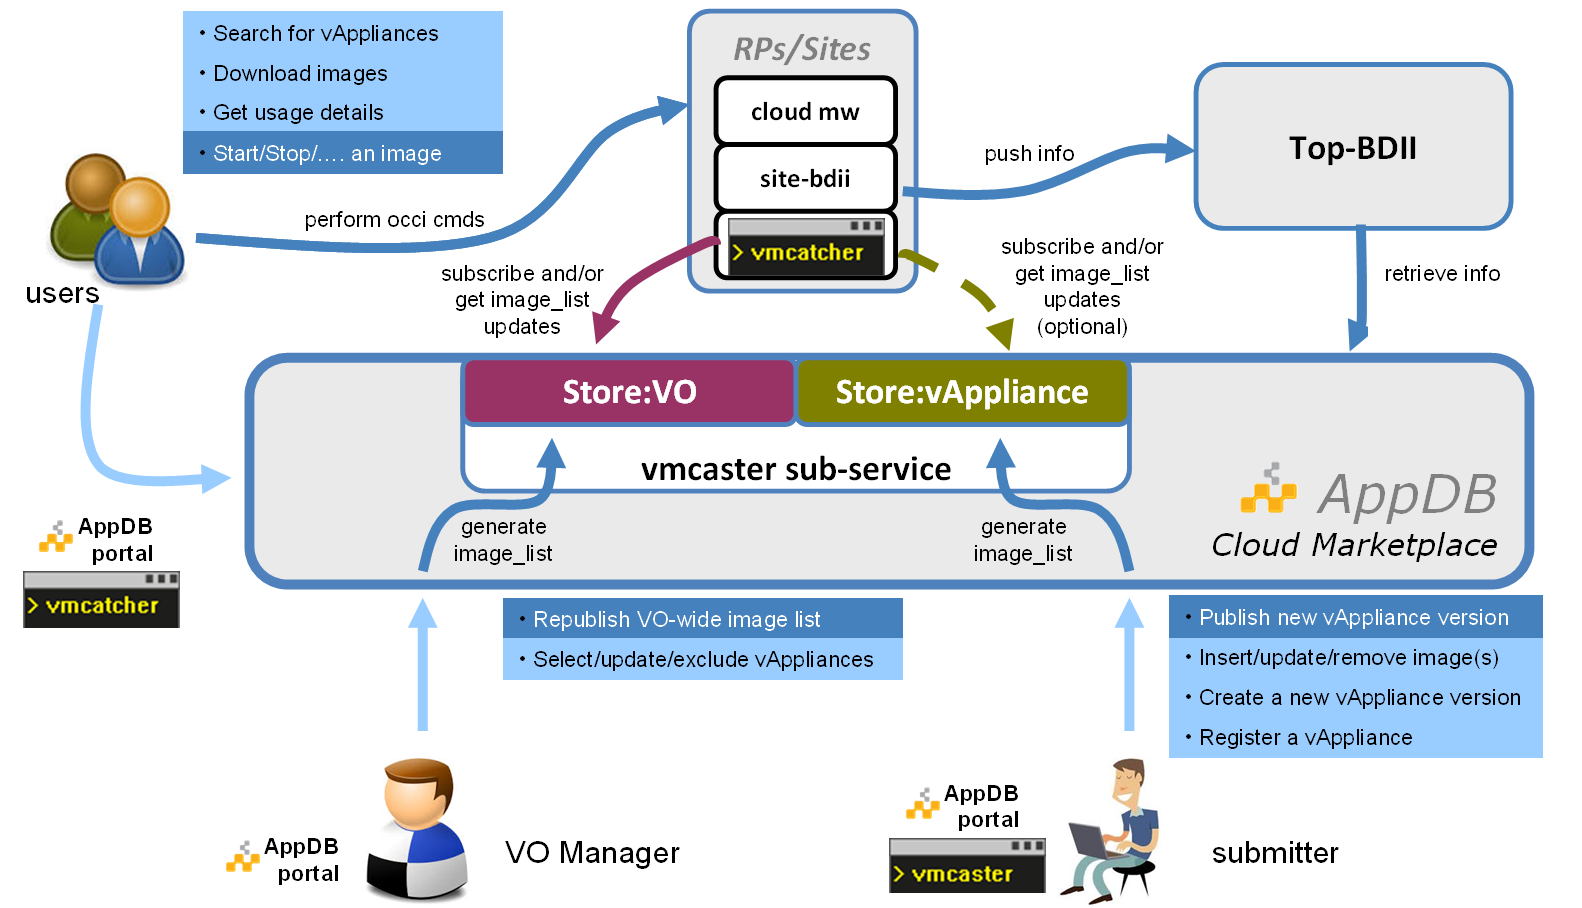 • Search for vAppliances
• Download images
• Get usage details
• Start/Stop/…. an image
RPs/Sites
cloud mw
site-bdii
> vmcatcher
Top-BDII
push info
perform occi cmds
users
subscribe and/or
get image_list
updates
subscribe and/or
get image_list
updates
(optional)
retrieve info
Store:VO
Store:vAppliance
vmcaster sub-service
generate
image_list
generate
image_list
AppDB
Cloud Marketplace
AppDB
portal
> vmcatcher
• Republish VO-wide image list
• Select/update/exclude vAppliances
• Publish new vAppliance version
• Insert/update/remove image(s)
• Create a new vAppliance version
• Register a vAppliance
AppDB
portal
VO Manager
AppDB
portal
> vmcaster
submitter